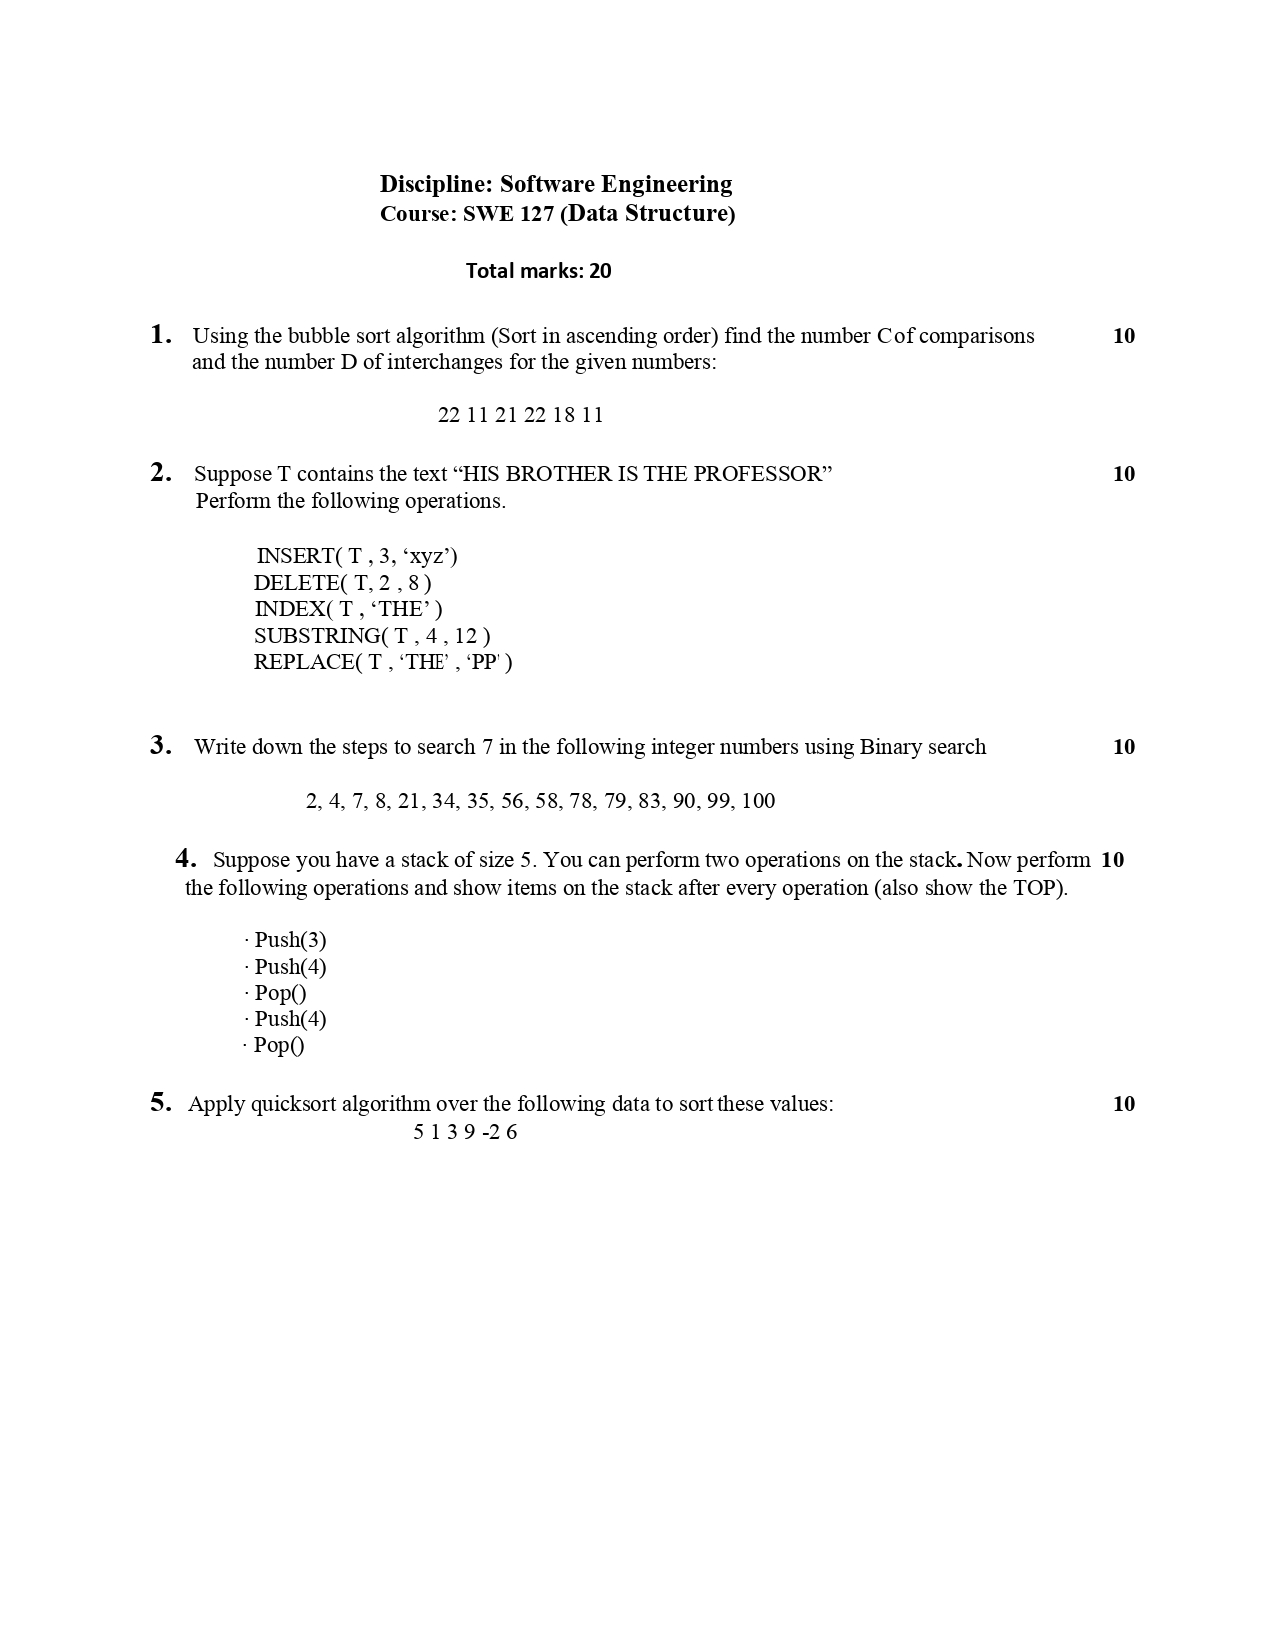 Discipline: Software Engineering
Course: SWE 127 (Data Structure)
Total marks: 20
1. Using the bubble sort algorithm (Sort in ascending order) find the number C of comparisons 10
and the number D of interchanges for the given numbers:
22 11 21 22 18 11
2. Suppose T contains the text “HIS BROTHER IS THE PROFESSOR” 10
Perform the following operations.
INSERT( T , 3, ‘xyz’)
DELETE( T, 2 , 8 )
INDEX( T , ‘THE’ )
SUBSTRING( T , 4 , 12 )
REPLACE( T , ‘THE’ , ‘PP' )
3. Write down the steps to search 7 in the following integer numbers using Binary search 10
2, 4, 7, 8, 21, 34, 35, 56, 58, 78, 79, 83, 90, 99, 100
4. Suppose you have a stack of size 5. You can perform two operations on the stack. Now perform 10
the following operations and show items on the stack after every operation (also show the TOP).
· Push(3)
· Push(4)
· Pop()
· Push(4)
· Pop()
5. Apply quicksort algorithm over the following data to sort these values: 10
5 1 3 9 -2 6